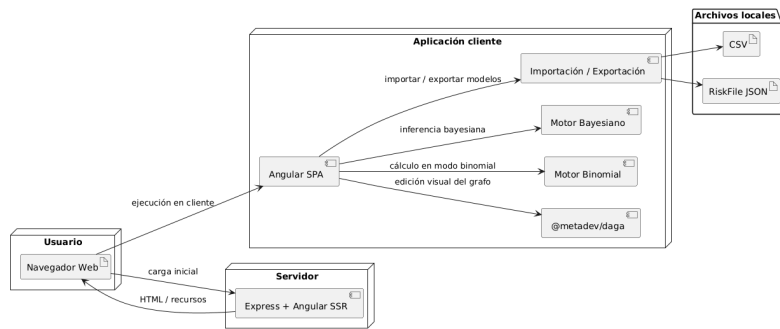 Archivos locales
CSV
RiskFile JSON
Aplicación cliente
Importación / Exportación
importar / exportar modelos
Motor Bayesiano
inferencia bayesiana
Angular SPA
cálculo en modo binomial
Motor Binomial
edición visual del grafo
@metadev/daga
ejecución en cliente
Usuario
Navegador Web
carga inicial
HTML / recursos
Servidor
Express + Angular SSR